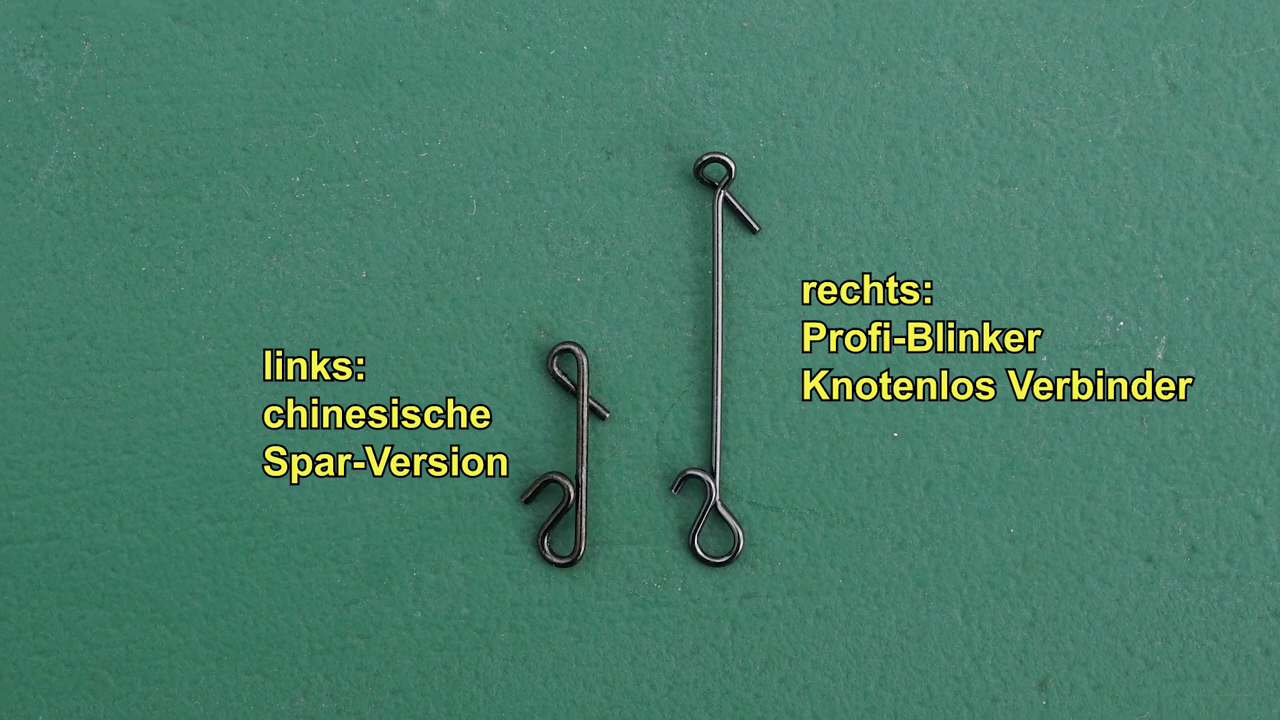 links:
chinesische
Spar-Version
rechts:
Profi-Blinker
Knotenlos Verbinder